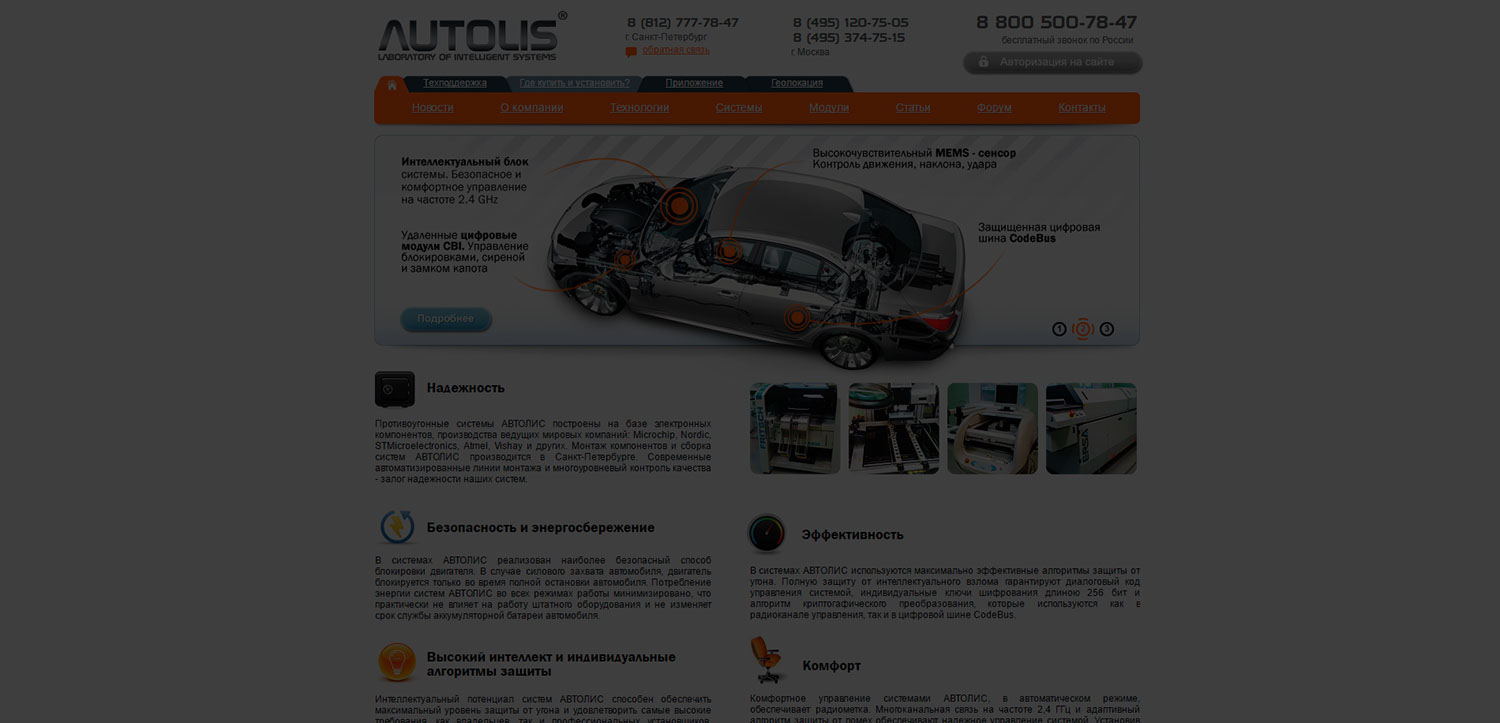 AUTOLIS®
LABORATORY OF INTELLIGENT SYSTEMS
8 (812) 777-78-47
г. Санкт-Петербург
обратная связь
8 (495) 120-75-05
8 (495) 374-75-15
г. Москва
8 800 500-78-47
бесплатный звонок по России
Авторизация на сайте
Техподдержка Где купить и установить? Приложение Геолокация
Новости О компании Технологии Системы Модули Статьи Форум Контакты
Интеллектуальный блок
системы. Безопасное и
комфортное управление
на частоте 2.4 GHz
Удаленные цифровые
модули CBI. Управление
блокировками, сиреной
и замком капота
Высокочувствительный MEMS - сенсор
Контроль движения, наклона, удара
Защищенная цифровая
шина CodeBus
Подробнее
1 2 3
Надежность
Противоугонные системы АВТОЛИС построены на базе электронных
компонентов, производства ведущих мировых компаний: Microchip, Nordic,
STMicroelectronics, Atmel, Vishay и других. Монтаж компонентов и сборка
систем АВТОЛИС производится в Санкт-Петербурге. Современные
автоматизированные линии монтажа и многоуровневый контроль качества
- залог надежности наших систем.
FRITSCH
ERSA
Безопасность и энергосбережение
В системах АВТОЛИС реализован наиболее безопасный способ
блокировки двигателя. В случае силового захвата автомобиля, двигатель
блокируется только во время полной остановки автомобиля. Потребление
энергии систем АВТОЛИС во всех режимах работы минимизировано, что
практически не влияет на работу штатного оборудования и не изменяет
срок службы аккумуляторной батареи автомобиля.
Эффективность
В системах АВТОЛИС используются максимально эффективные алгоритмы защиты от
угона. Полную защиту от интеллектуального взлома гарантируют диалоговый код
управления системой, индивидуальные ключи шифрования длиною 256 бит и
алгоритм криптогафического преобразования, которые используются как в
радиоканале управления, так и в цифровой шине CodeBus.
Высокий интеллект и индивидуальные
алгоритмы защиты
Интеллектуальный потенциал систем АВТОЛИС способен обеспечить
максимальный уровень защиты от угона и удовлетворить самые высокие
требования как владельцев, так и профессиональных установщиков.
Комфорт
Комфортное управление системами АВТОЛИС, в автоматическом режиме,
обеспечивает радиометка. Многоканальная связь на частоте 2,4 ГГц и адаптивный
алгоритм защиты от помех обеспечивают надежное управление системой. Установив